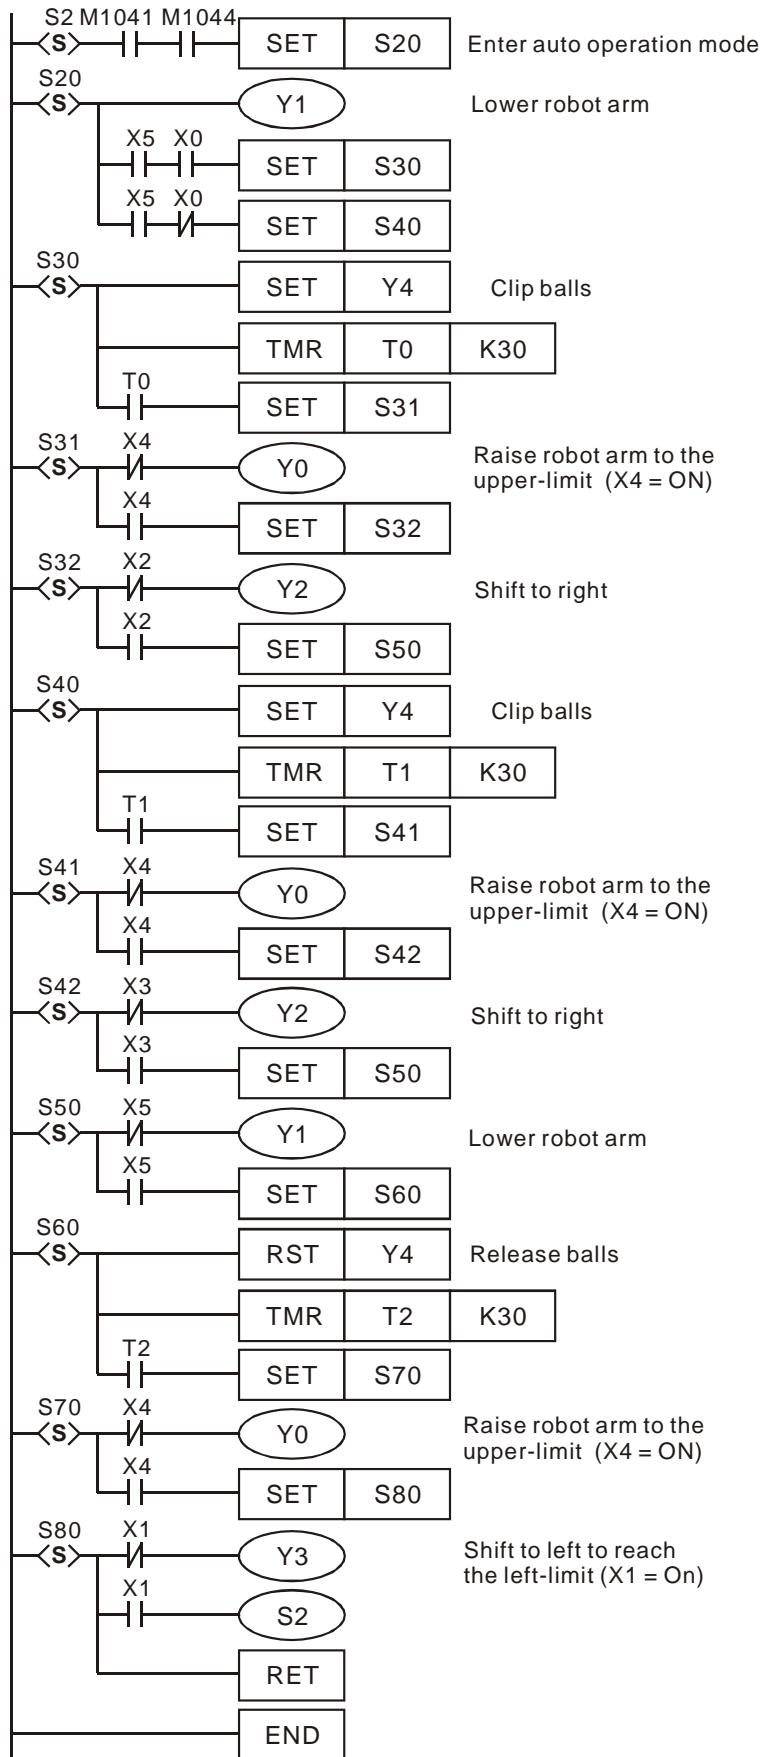 S2 M1041 M1044
S SET S20 Enter auto operation mode
S20
S Y1 Lower robot arm
X5 X0
SET S30
X5 X0
SET S40
S30
S SET Y4 Clip balls
TMR T0 K30
T0
SET S31
S31 X4
S Y0 Raise robot arm to the
upper-limit (X4 = ON)
X4
SET S32
S32 X2
S Y2 Shift to right
X2
SET S50
S40
S SET Y4 Clip balls
TMR T1 K30
T1
SET S41
S41 X4
S Y0 Raise robot arm to the
upper-limit (X4 = ON)
X4
SET S42
S42 X3
S Y2 Shift to right
X3
SET S50
S50 X5
S Y1 Lower robot arm
X5
SET S60
S60
S RST Y4 Release balls
TMR T2 K30
T2
SET S70
S70 X4
S Y0 Raise robot arm to the
upper-limit (X4 = ON)
X4
SET S80
S80 X1
S Y3 Shift to left to reach
the left-limit (X1 = On)
X1
S2
RET
END